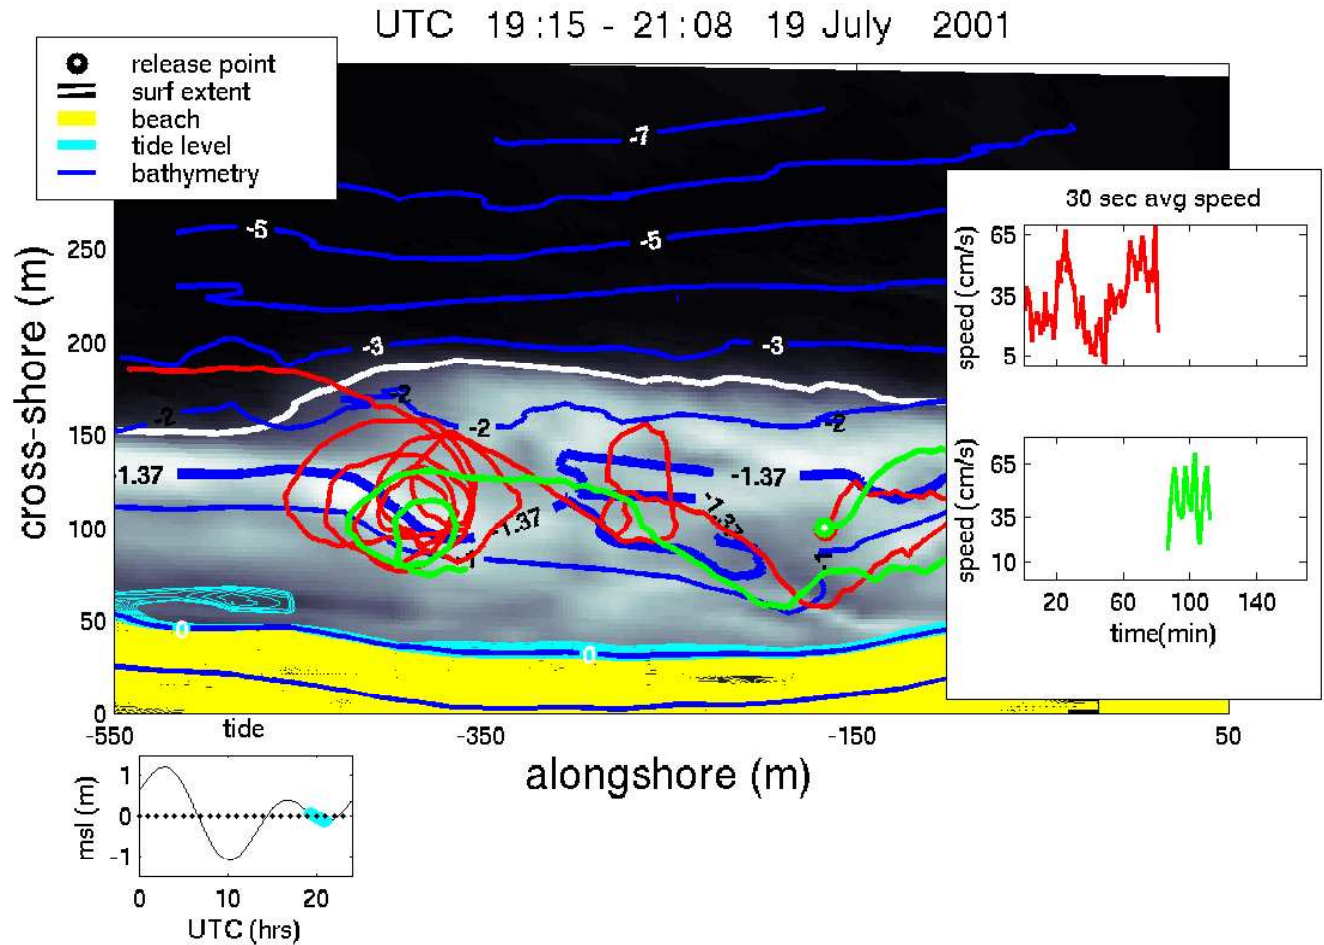 UTC 19:15 - 21:08 19 July 2001
release point
surf extent
beach
tide level
bathymetry
-7
-5
-5
-3
-3
-2
-2
-2
-2
-1.37
-1.37
-1.37
-1.37
-1
-1
0
0
cross-shore (m)
250
200
150
100
50
0
-550
-350
-150
50
alongshore (m)
30 sec avg speed
speed (cm/s)
65
35
5
speed (cm/s)
65
35
10
20
60
100
140
time(min)
tide
msl (m)
1
0
-1
0
10
20
UTC (hrs)